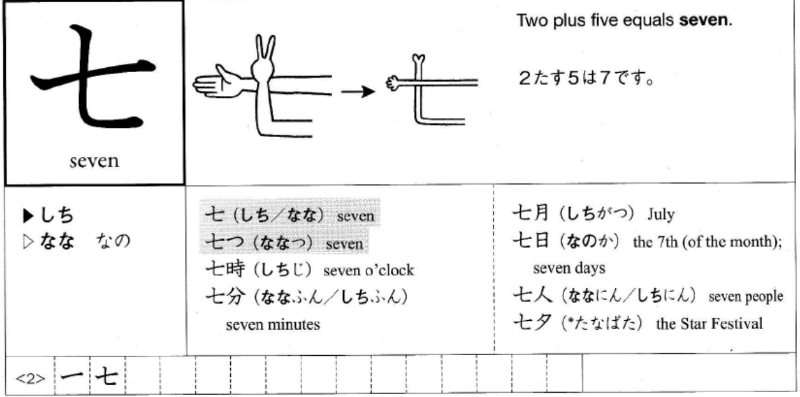 七
seven
Two plus five equals seven.
2たす5は7です。
▶しち
▷なな なの
七（しち／なな） seven
七つ（ななつ） seven
七時（しちじ） seven o'clock
七分（ななふん／しちふん）
seven minutes
七月（しちがつ） July
七日（なのか） the 7th (of the month);
seven days
七人（ななにん／しちにん） seven people
七夕（*たなばた） the Star Festival
<2> 一 七